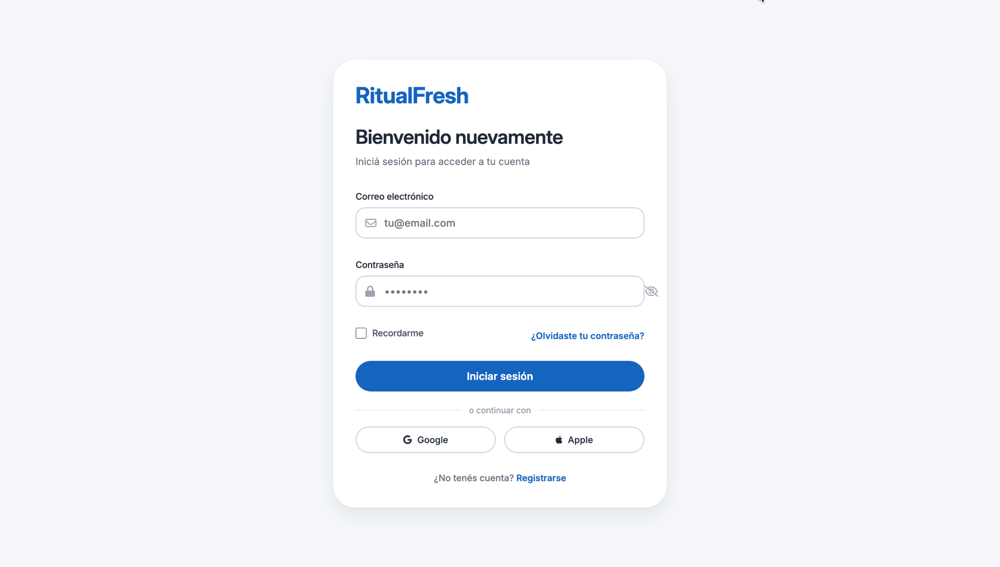 RitualFresh
Bienvenido nuevamente
Iniciá sesión para acceder a tu cuenta
Correo electrónico
tu@email.com
Contraseña
••••••••
Recordarme
¿Olvidaste tu contraseña?
Iniciar sesión
o continuar con
Google
Apple
¿No tenés cuenta? Registrarse